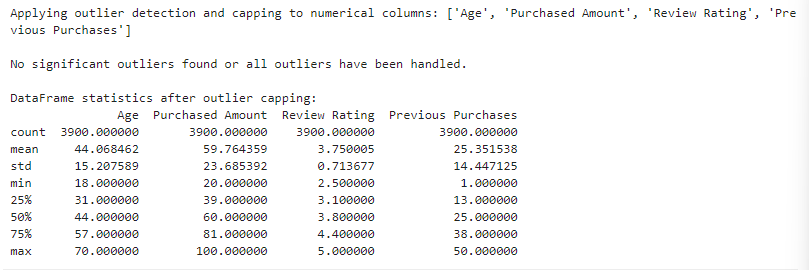 Applying outlier detection and capping to numerical columns: ['Age', 'Purchased Amount', 'Review Rating', 'Pre
vious Purchases']
No significant outliers found or all outliers have been handled.
DataFrame statistics after outlier capping:
Age Purchased Amount Review Rating Previous Purchases
count 3900.000000 3900.000000 3900.000000 3900.000000
mean 44.068462 59.764359 3.750005 25.351538
std 15.207589 23.685392 0.713677 14.447125
min 18.000000 20.000000 2.500000 1.000000
25% 31.000000 39.000000 3.100000 13.000000
50% 44.000000 60.000000 3.800000 25.000000
75% 57.000000 81.000000 4.400000 38.000000
max 70.000000 100.000000 5.000000 50.000000